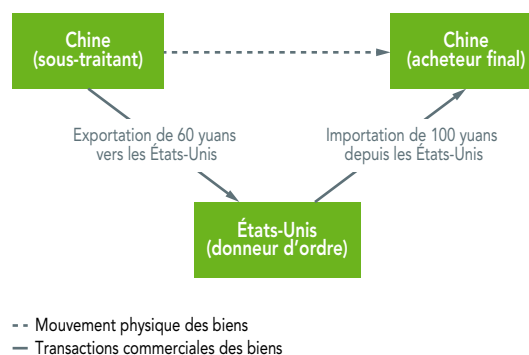 Chine
(sous-traitant)
Chine
(acheteur final)
Exportation de 60 yuans
vers les États-Unis
Importation de 100 yuans
depuis les États-Unis
États-Unis
(donneur d'ordre)
Mouvement physique des biens
Transactions commerciales des biens